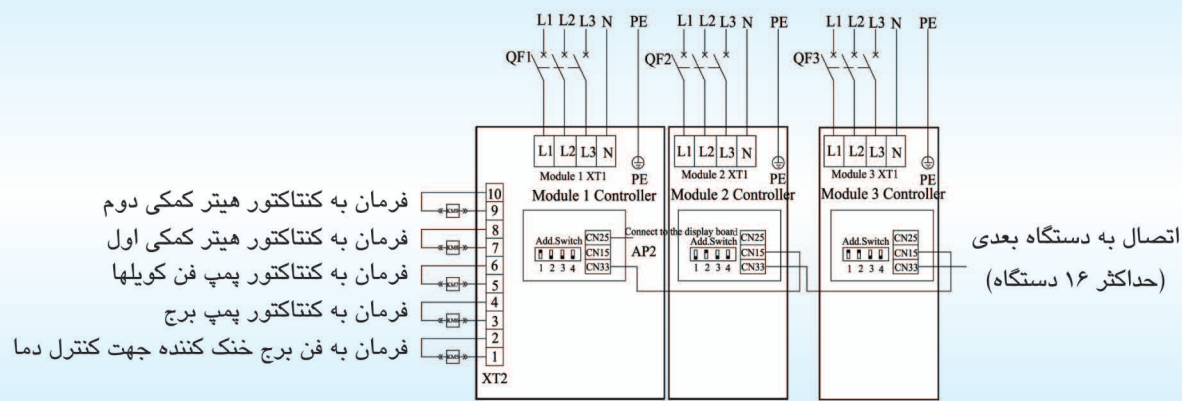 L1 L2 L3 N PE
L1 L2 L3 N PE
L1 L2 L3 N PE
QF1
QF2
QF3
L1 L2 L3 N
L1 L2 L3 N
L1 L2 L3 N
Module 1 XT1
PE
Module 2 XT1
PE
Module 3 XT1
PE
Module 1 Controller
Module 2 Controller
Module 3 Controller
فرمان به کنتاکتور هیتر کمکی دوم
فرمان به کنتاکتور هیتر کمکی اول
فرمان به کنتاکتور پمپ فن کویلها
فرمان به کنتاکتور پمپ برج
فرمان به فن برج خنک کننده جهت کنترل دما
10
9
8
7
6
5
4
3
2
1
XT2
Add.Switch
1 2 3 4
CN25
CN15
CN33
AP2
Connect to the display board
Add.Switch
1 2 3 4
CN25
CN15
CN33
Add.Switch
1 2 3 4
CN25
CN15
CN33
اتصال به دستگاه بعدی
(حداکثر ۱۶ دستگاه)